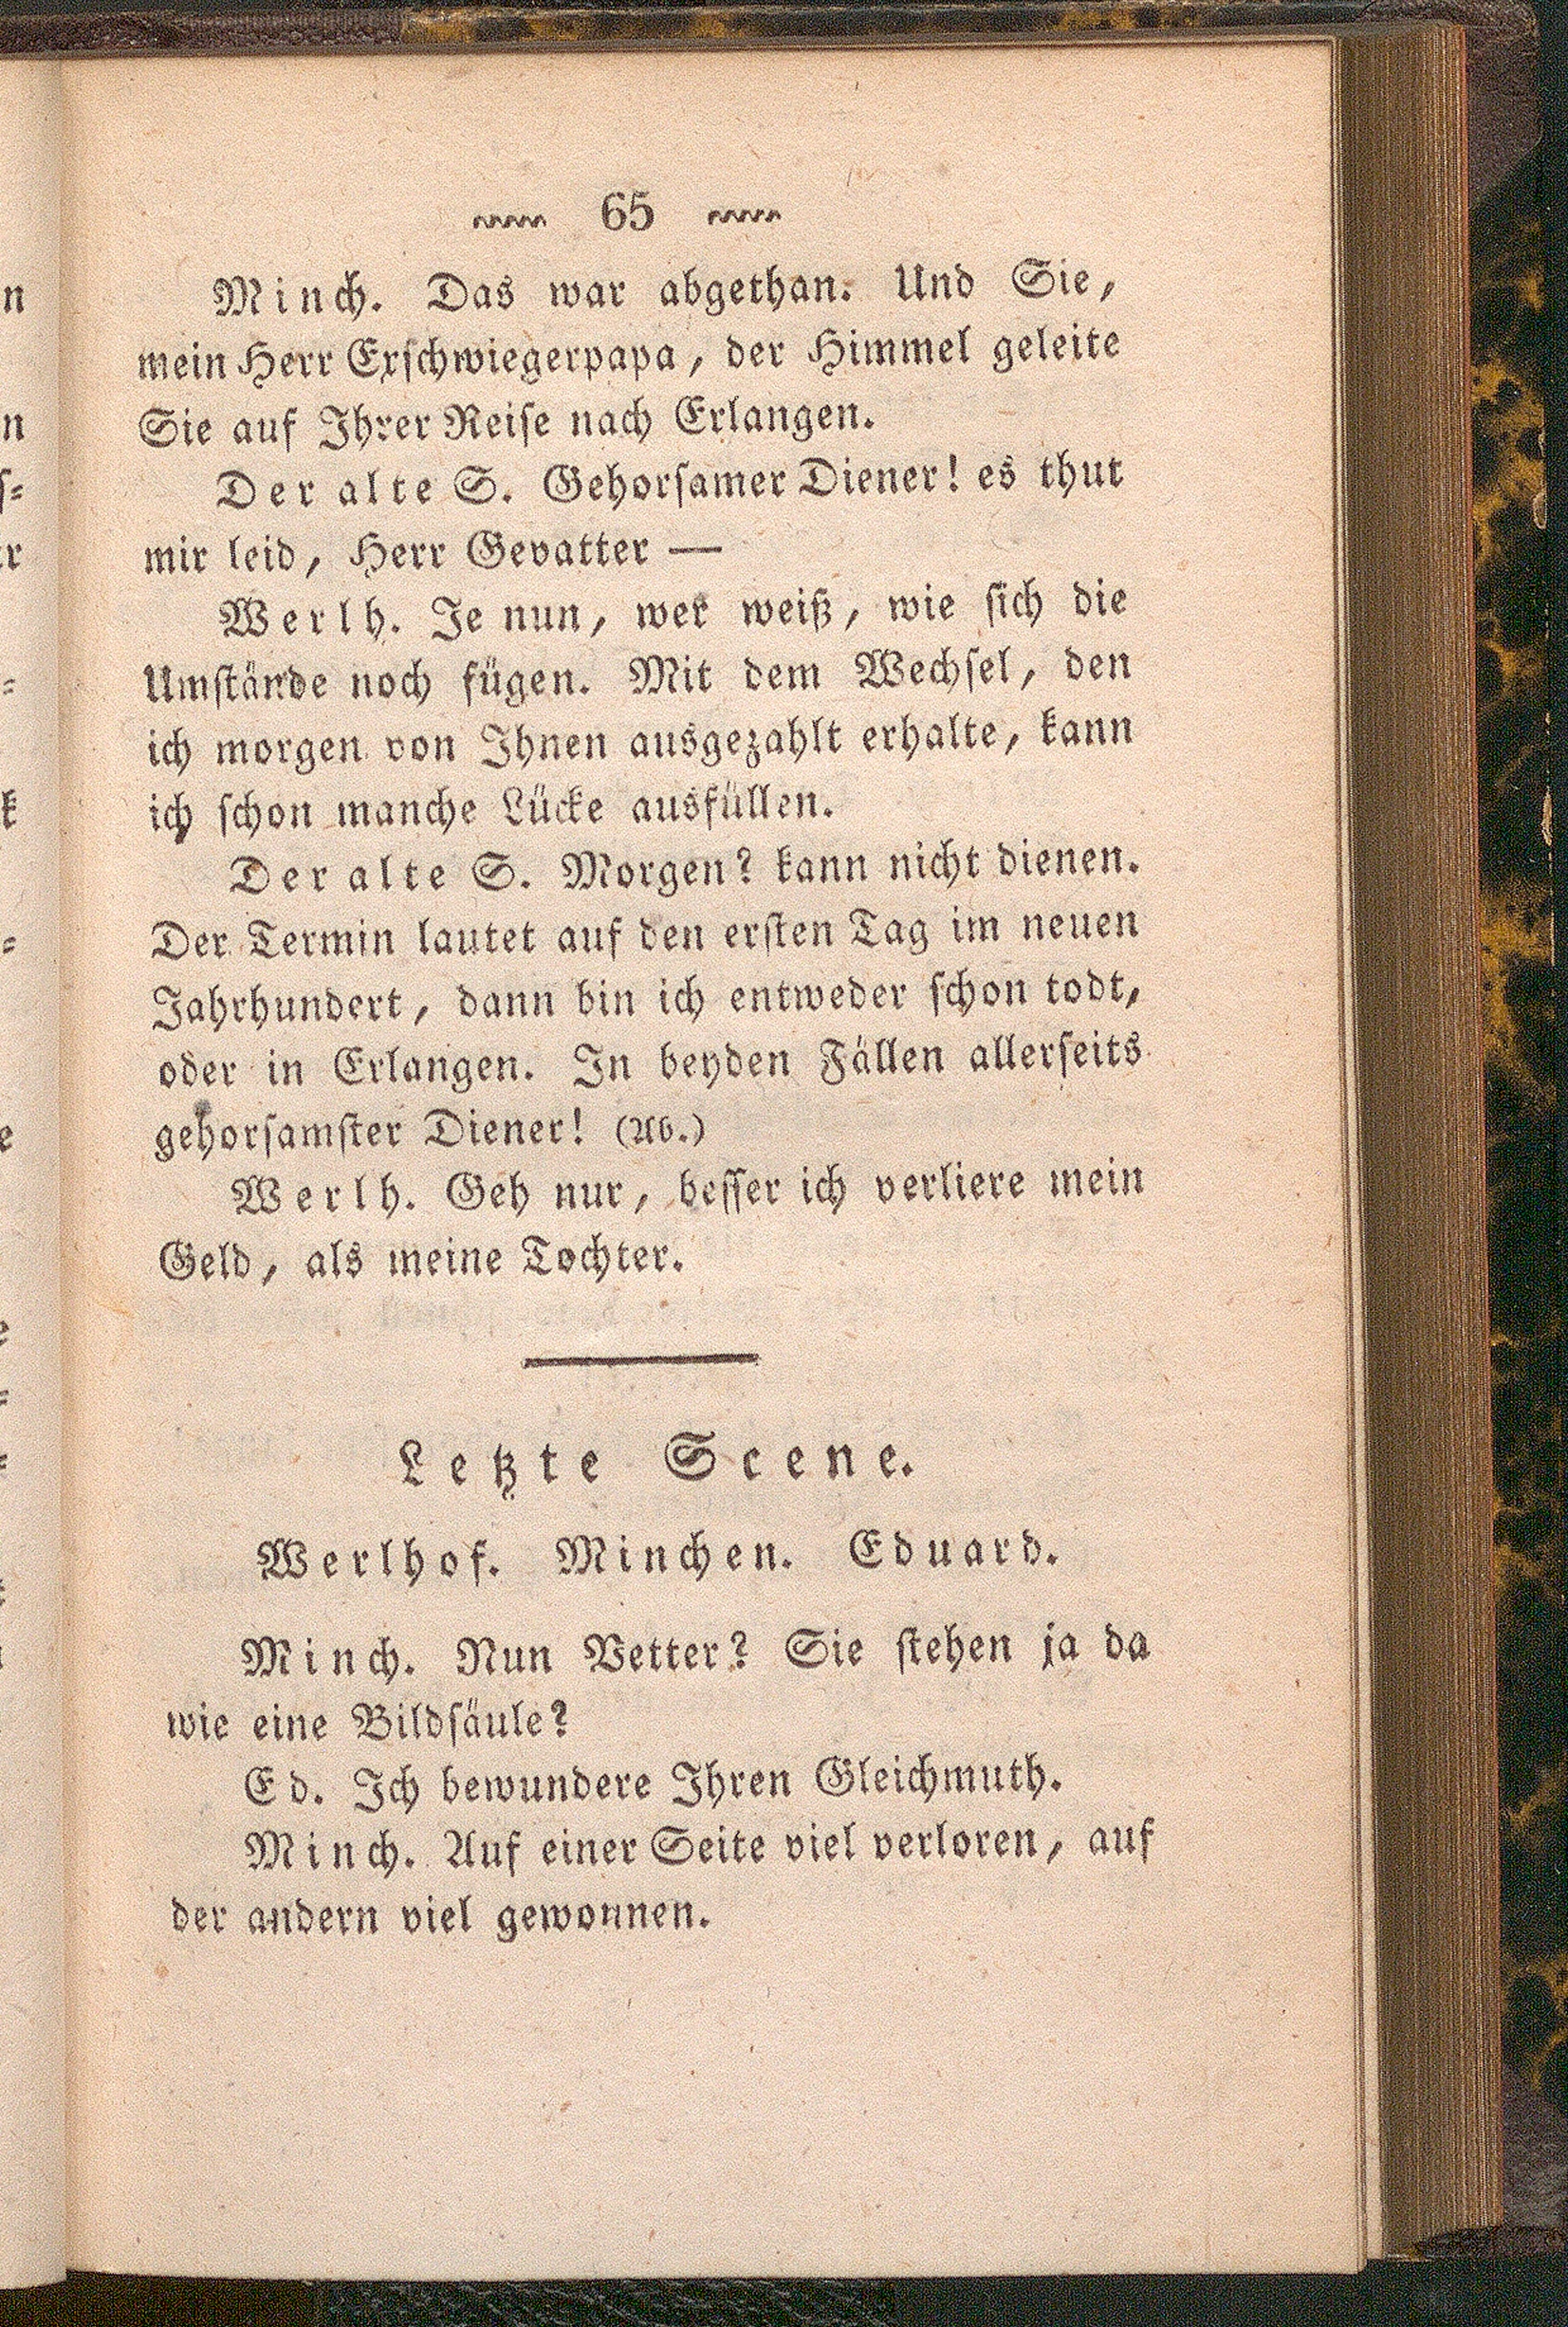 65
Minch. Das war abgethan. Und Sie,
mein Herr Exschwiegerpapa, der Himmel geleite
Sie auf Ihrer Reise nach Erlangen.
Der alte S. Gehorsamer Diener! es thut
mir leid, Herr Gevatter —
Werlh. Je nun, wer weiß, wie sich die
Umstände noch fügen. Mit dem Wechsel, den
ich morgen von Ihnen ausgezahlt erhalte, kann
ich schon manche Lücke ausfüllen.
Der alte S. Morgen? kann nicht dienen.
Der Termin lautet auf den ersten Tag im neuen
Jahrhundert, dann bin ich entweder schon todt,
oder in Erlangen. In beyden Fällen allerseits
gehorsamster Diener! (Ab.)
Werlh. Geh nur, besser ich verliere mein
Geld, als meine Tochter.
Letzte Scene.
Werlhof. Minchen. Eduard.
Minch. Nun Vetter? Sie stehen ja da
wie eine Bildsäule?
Ed. Ich bewundere Ihren Gleichmuth.
Minch. Auf einer Seite viel verloren, auf
der andern viel gewonnen.